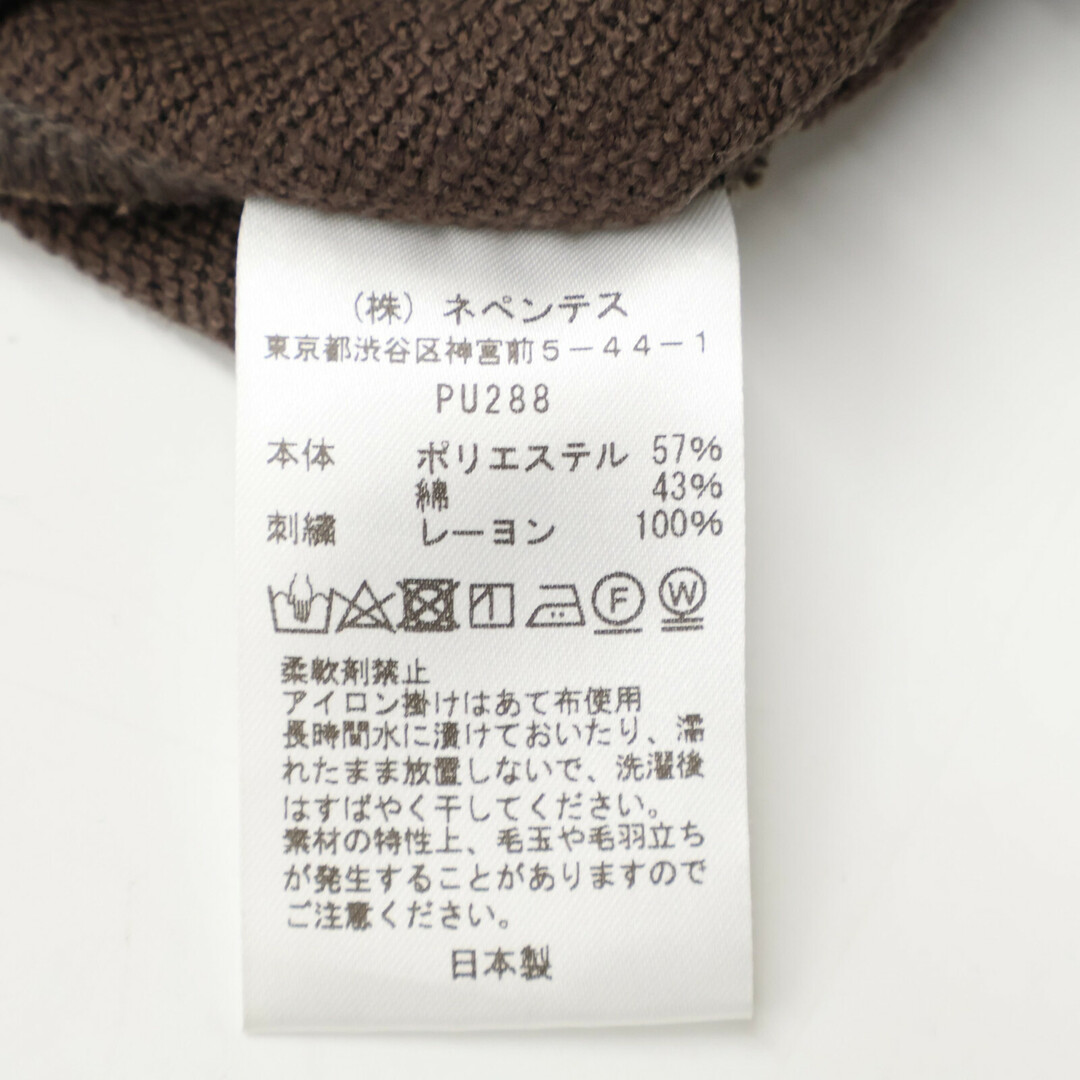 (株) ネペンテス
東京都渋谷区神宮前5-44-1
PU288
本体 ポリエステル 57%
綿 43%
刺繍 レーヨン 100%
F W
柔軟剤禁止
アイロン掛けはあて布使用
長時間水に漬けておいたり、濡
れたまま放置しないで、洗濯後
はすばやく干してください。
素材の特性上、毛玉や毛羽立ち
が発生することがありますので
ご注意ください。
日本製